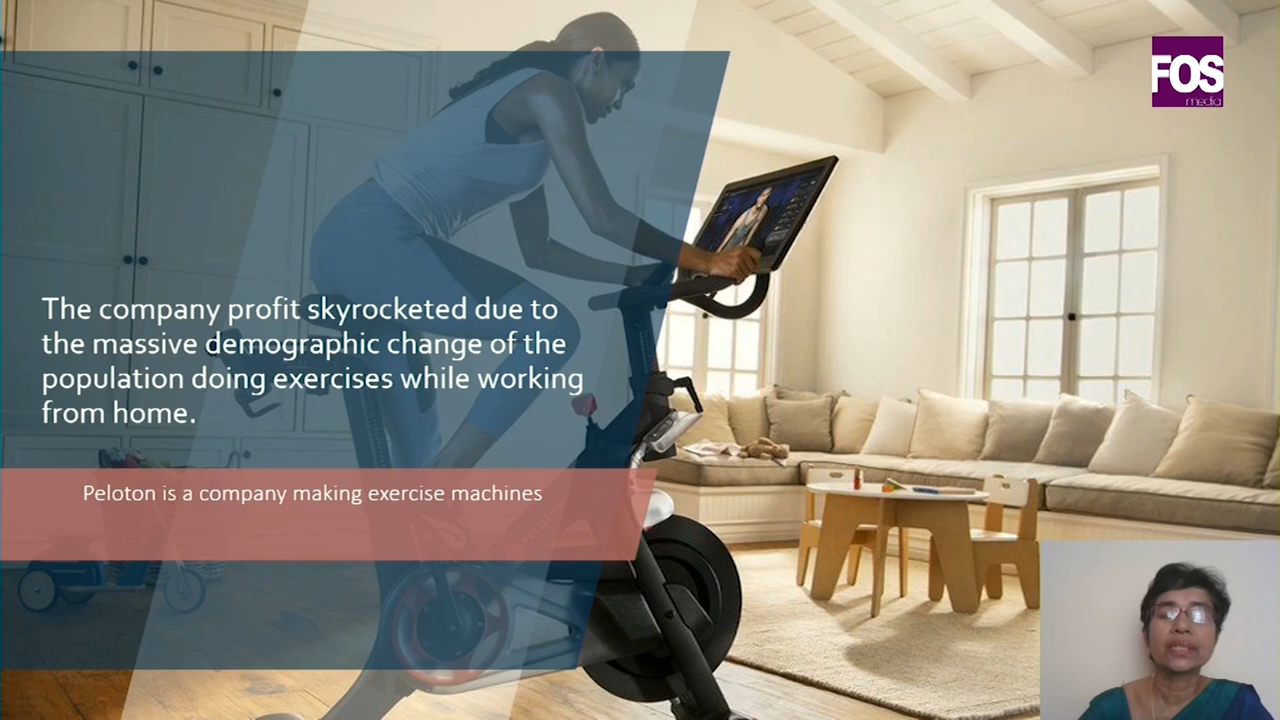 FOS
media
The company profit skyrocketed due to
the massive demographic change of the
population doing exercises while working
from home.
Peloton is a company making exercise machines